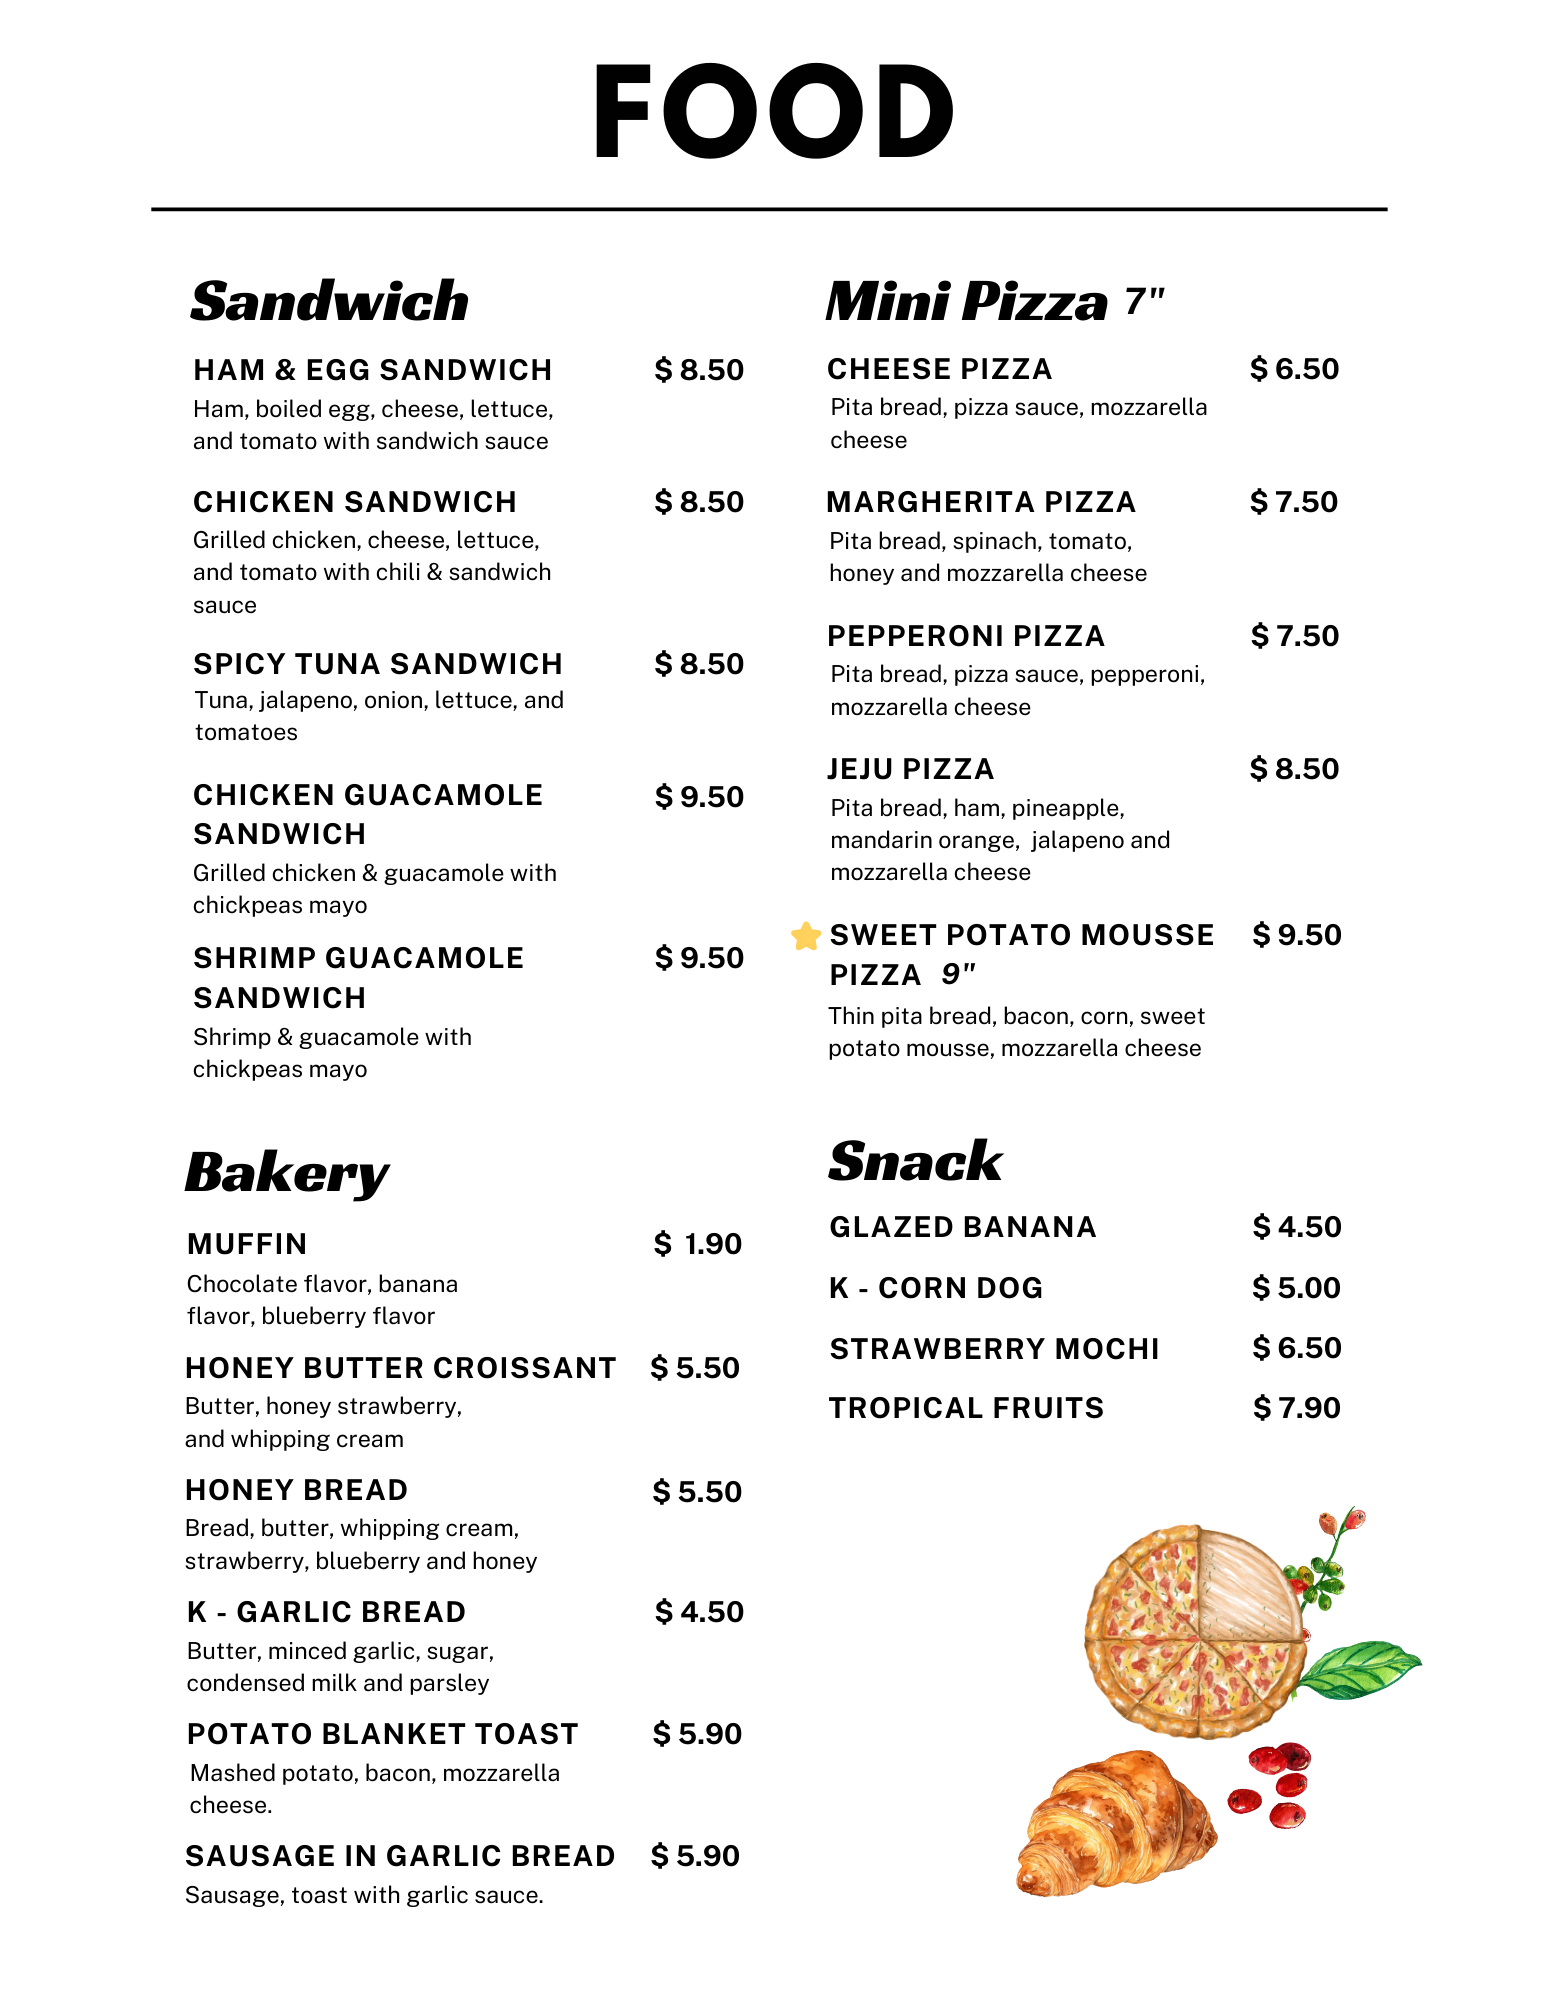 FOOD
Sandwich
HAM & EGG SANDWICH $ 8.50
Ham, boiled egg, cheese, lettuce,
and tomato with sandwich sauce
CHICKEN SANDWICH $ 8.50
Grilled chicken, cheese, lettuce,
and tomato with chili & sandwich
sauce
SPICY TUNA SANDWICH $ 8.50
Tuna, jalapeno, onion, lettuce, and
tomatoes
CHICKEN GUACAMOLE $ 9.50
SANDWICH
Grilled chicken & guacamole with
chickpeas mayo
SHRIMP GUACAMOLE $ 9.50
SANDWICH
Shrimp & guacamole with
chickpeas mayo
Bakery
MUFFIN $ 1.90
Chocolate flavor, banana
flavor, blueberry flavor
HONEY BUTTER CROISSANT $ 5.50
Butter, honey strawberry,
and whipping cream
HONEY BREAD $ 5.50
Bread, butter, whipping cream,
strawberry, blueberry and honey
K - GARLIC BREAD $ 4.50
Butter, minced garlic, sugar,
condensed milk and parsley
POTATO BLANKET TOAST $ 5.90
Mashed potato, bacon, mozzarella
cheese.
SAUSAGE IN GARLIC BREAD $ 5.90
Sausage, toast with garlic sauce.
Mini Pizza 7"
CHEESE PIZZA $ 6.50
Pita bread, pizza sauce, mozzarella
cheese
MARGHERITA PIZZA $ 7.50
Pita bread, spinach, tomato,
honey and mozzarella cheese
PEPPERONI PIZZA $ 7.50
Pita bread, pizza sauce, pepperoni,
mozzarella cheese
JEJU PIZZA $ 8.50
Pita bread, ham, pineapple,
mandarin orange, jalapeno and
mozzarella cheese
SWEET POTATO MOUSSE $ 9.50
PIZZA 9"
Thin pita bread, bacon, corn, sweet
potato mousse, mozzarella cheese
Snack
GLAZED BANANA $ 4.50
K - CORN DOG $ 5.00
STRAWBERRY MOCHI $ 6.50
TROPICAL FRUITS $ 7.90